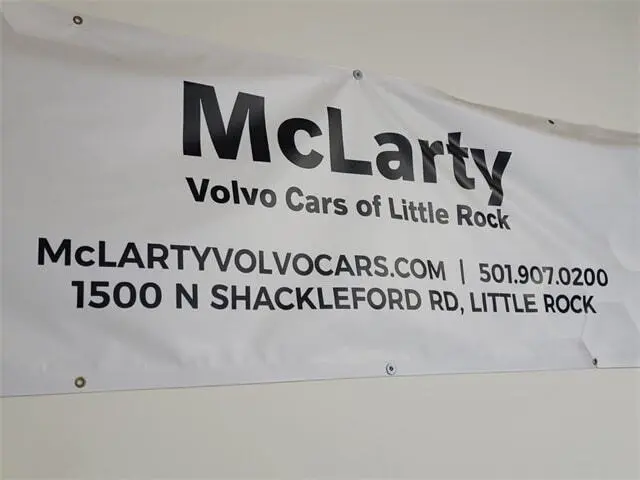 McLarty
Volvo Cars of Little Rock
McLARTYVOLVOCARS.COM | 501.907.0200
1500 N SHACKLEFORD RD, LITTLE ROCK